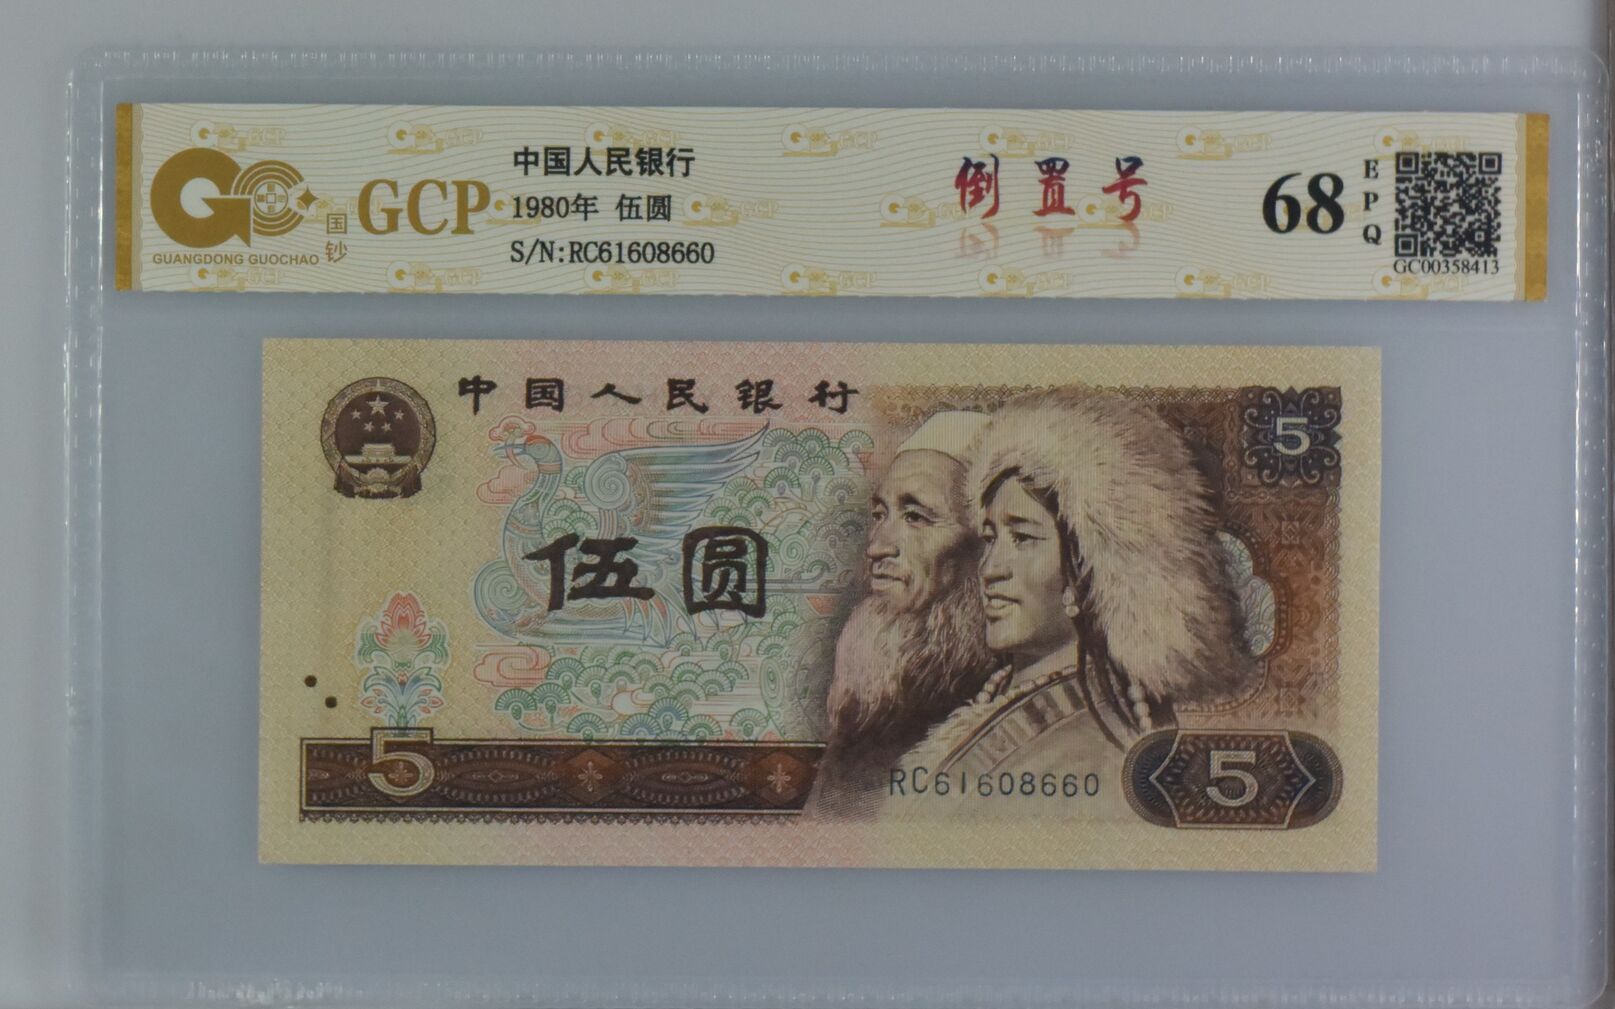 GCP
国钞
GUANGDONG GUOCHAO
中国人民银行
1980年 伍圆
S/N:RC61608660
倒置号
68
EPQ
GC00358413
中国人民银行
5
伍圆
5
RC61608660
5